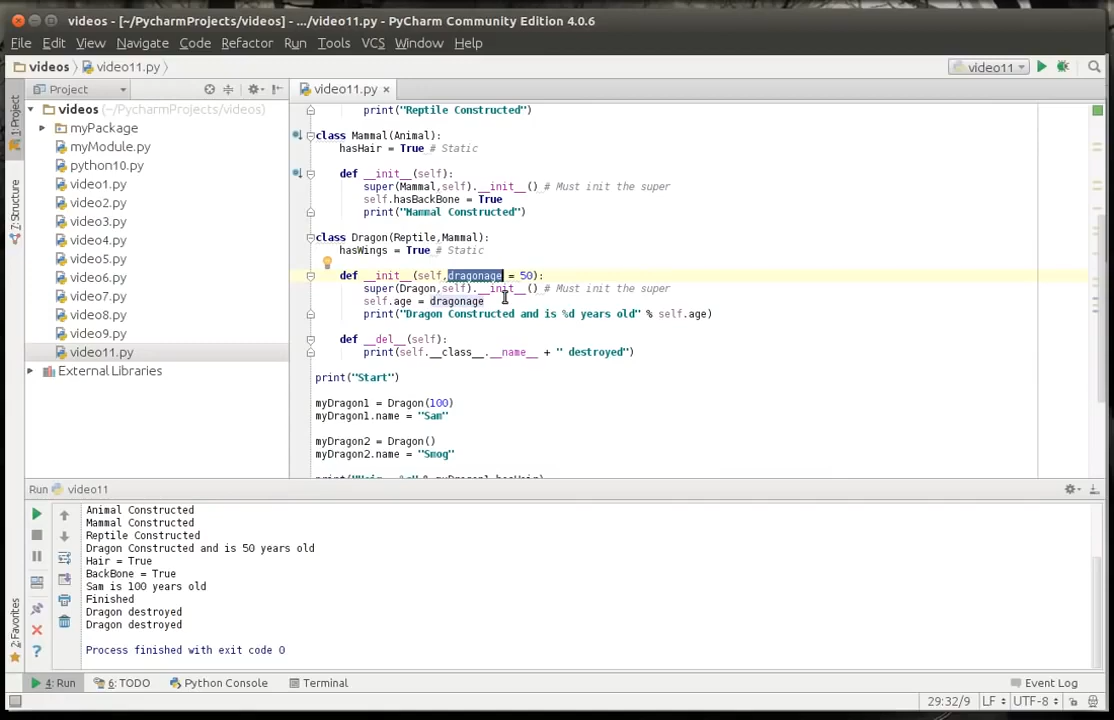 videos - [~/PycharmProjects/videos] - .../video11.py - PyCharm Community Edition 4.0.6
File Edit View Navigate Code Refactor Run Tools VCS Window Help
videos video11.py video11
Project video11.py
1: Project
7: Structure
2: Favorites
videos (~/PycharmProjects/videos)
myPackage
myModule.py
python10.py
video1.py
video2.py
video3.py
video4.py
video5.py
video6.py
video7.py
video8.py
video9.py
video11.py
External Libraries
print("Reptile Constructed")
class Mammal(Animal):
hasHair = True # Static
def __init__(self):
super(Mammal,self).__init__() # Must init the super
self.hasBackBone = True
print("Mammal Constructed")
class Dragon(Reptile,Mammal):
hasWings = True # Static
def __init__(self,dragonage = 50):
super(Dragon,self).__init__() # Must init the super
self.age = dragonage
print("Dragon Constructed and is %d years old" % self.age)
def __del__(self):
print(self.__class__.__name__ + " destroyed")
print("Start")
myDragon1 = Dragon(100)
myDragon1.name = "Sam"
myDragon2 = Dragon()
myDragon2.name = "Smog"
Run video11
Animal Constructed
Mammal Constructed
Reptile Constructed
Dragon Constructed and is 50 years old
Hair = True
BackBone = True
Sam is 100 years old
Finished
Dragon destroyed
Dragon destroyed
Process finished with exit code 0
4: Run 6: TODO Python Console Terminal Event Log
29:32/9 LF UTF-8